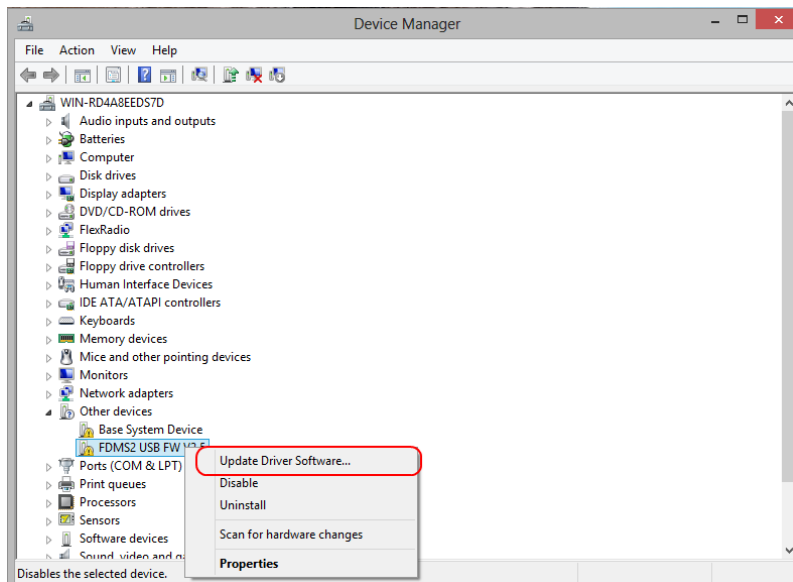 Device Manager
File Action View Help
WIN-RD4A8EEDS7D
Audio inputs and outputs
Batteries
Computer
Disk drives
Display adapters
DVD/CD-ROM drives
FlexRadio
Floppy disk drives
Floppy drive controllers
Human Interface Devices
IDE ATA/ATAPI controllers
Keyboards
Memory devices
Mice and other pointing devices
Monitors
Network adapters
Other devices
Base System Device
FDMS2 USB FW
Update Driver Software...
Ports (COM & LPT)
Print queues
Disable
Processors
Uninstall
Sensors
Scan for hardware changes
Software devices
Sound, video and
Properties
Disables the selected device.